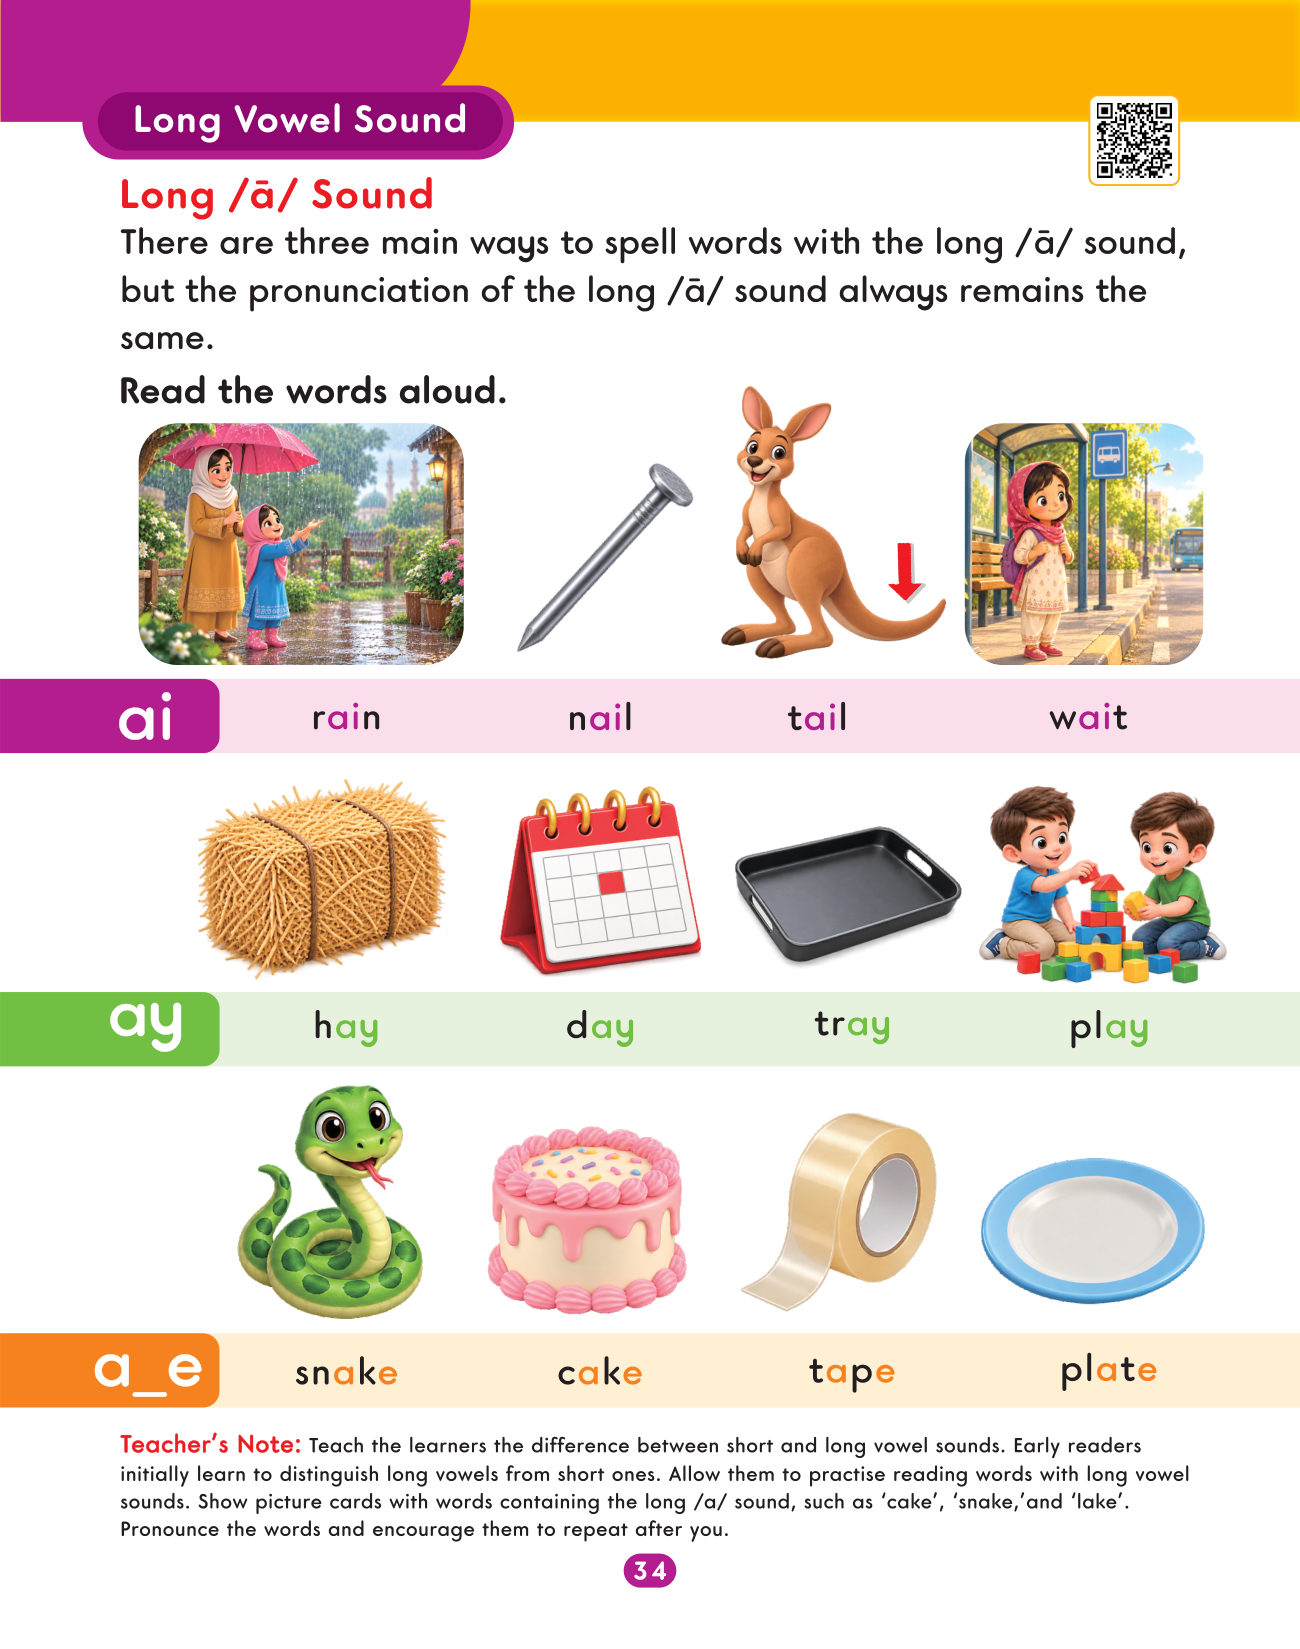 Long Vowel Sound
Long /ā/ Sound
There are three main ways to spell words with the long /ā/ sound,
but the pronunciation of the long /ā/ sound always remains the
same.
Read the words aloud.
ai rain nail tail wait
ay hay day tray play
a_e snake cake tape plate
Teacher's Note: Teach the learners the difference between short and long vowel sounds. Early readers
initially learn to distinguish long vowels from short ones. Allow them to practise reading words with long vowel
sounds. Show picture cards with words containing the long /a/ sound, such as ‘cake’, ‘snake,’and ‘lake’.
Pronounce the words and encourage them to repeat after you.
34